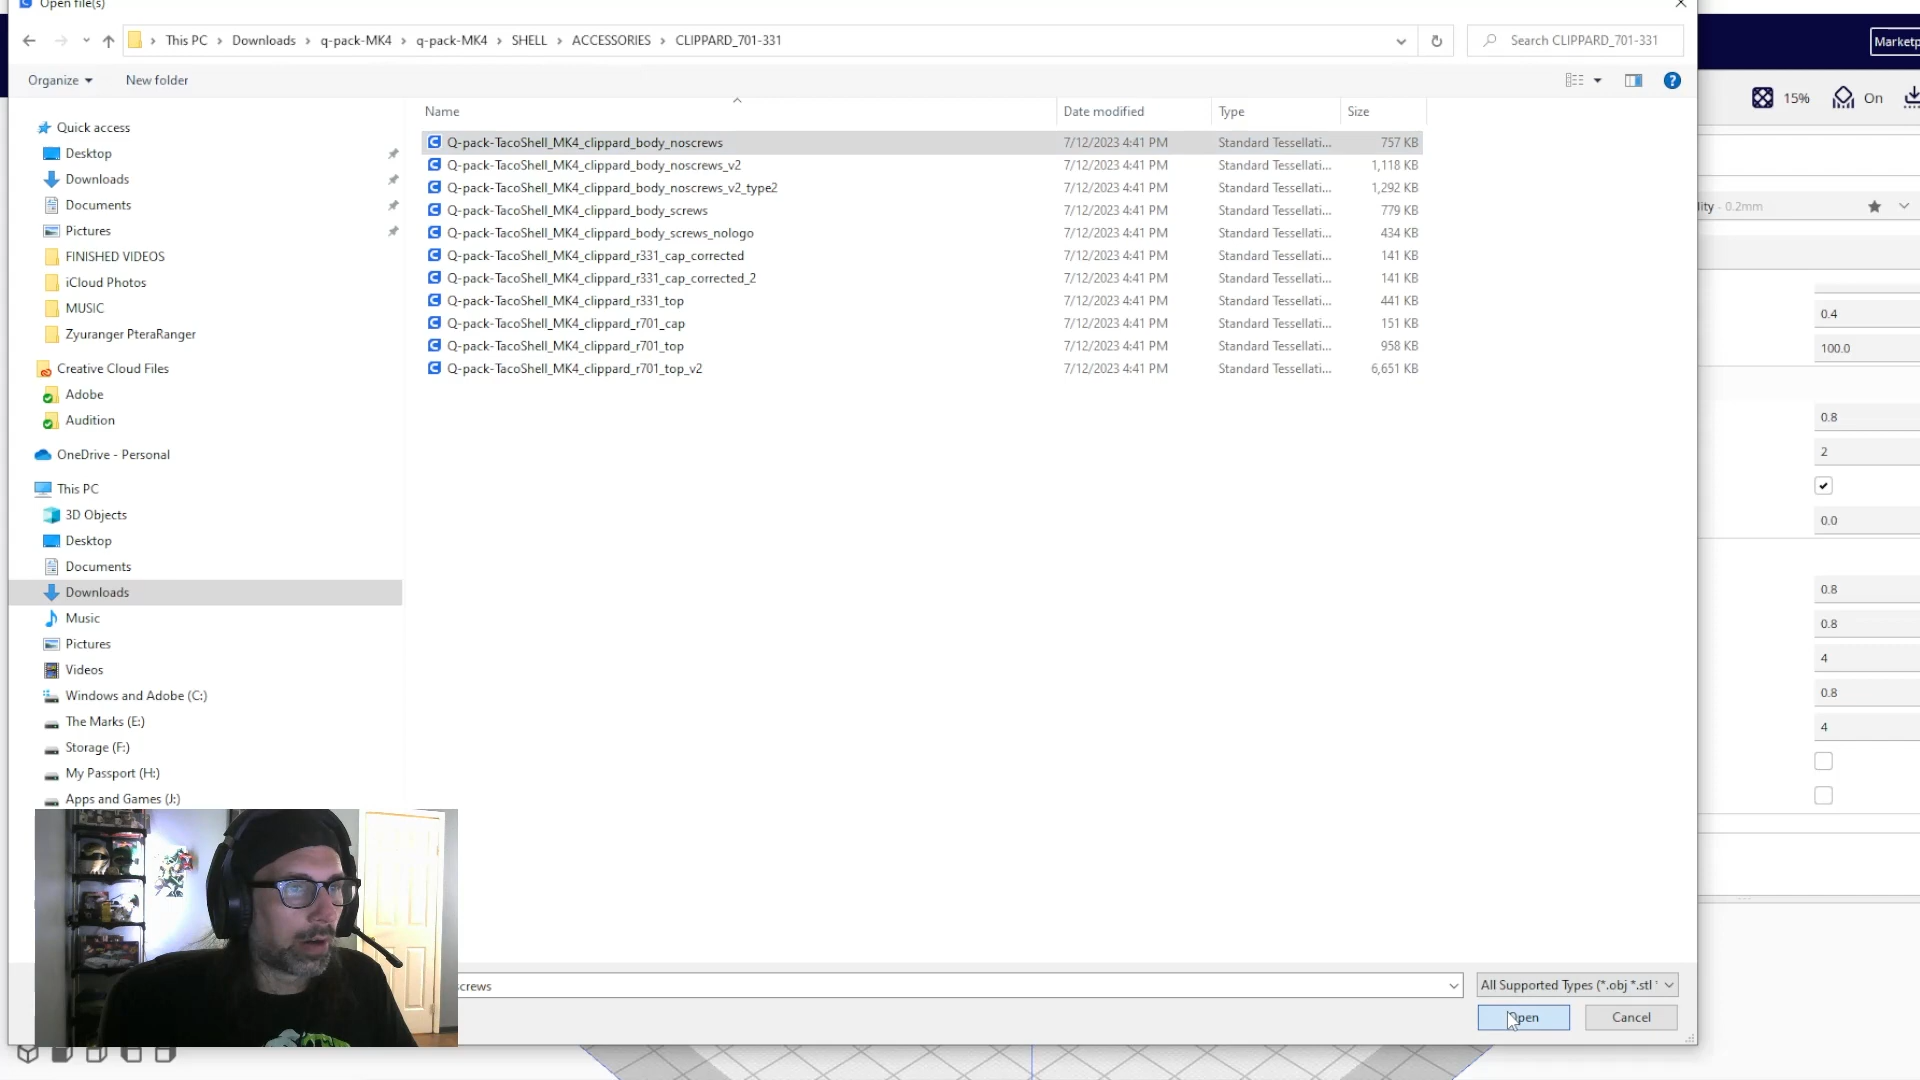 Open file(s)
This PC › Downloads › q-pack-MK4 › q-pack-MK4 › SHELL › ACCESSORIES › CLIPPARD_701-331
Search CLIPPARD_701-331
Marketp
Organize
New folder
15%
On
Name
Date modified
Type
Size
Quick access
Desktop
Downloads
Documents
Pictures
FINISHED VIDEOS
iCloud Photos
MUSIC
Zyuranger PteraRanger
Creative Cloud Files
Adobe
Audition
OneDrive - Personal
This PC
3D Objects
Desktop
Documents
Downloads
Music
Pictures
Videos
Windows and Adobe (C:)
The Marks (E:)
Storage (F:)
My Passport (H:)
Apps and Games (J:)
Q-pack-TacoShell_MK4_clippard_body_noscrews 7/12/2023 4:41 PM Standard Tessellati... 757 KB
Q-pack-TacoShell_MK4_clippard_body_noscrews_v2 7/12/2023 4:41 PM Standard Tessellati... 1,118 KB
Q-pack-TacoShell_MK4_clippard_body_noscrews_v2_type2 7/12/2023 4:41 PM Standard Tessellati... 1,292 KB
Q-pack-TacoShell_MK4_clippard_body_screws 7/12/2023 4:41 PM Standard Tessellati... 779 KB
Q-pack-TacoShell_MK4_clippard_body_screws_nologo 7/12/2023 4:41 PM Standard Tessellati... 434 KB
Q-pack-TacoShell_MK4_clippard_r331_cap_corrected 7/12/2023 4:41 PM Standard Tessellati... 141 KB
Q-pack-TacoShell_MK4_clippard_r331_cap_corrected_2 7/12/2023 4:41 PM Standard Tessellati... 141 KB
Q-pack-TacoShell_MK4_clippard_r331_top 7/12/2023 4:41 PM Standard Tessellati... 441 KB
Q-pack-TacoShell_MK4_clippard_r701_cap 7/12/2023 4:41 PM Standard Tessellati... 151 KB
Q-pack-TacoShell_MK4_clippard_r701_top 7/12/2023 4:41 PM Standard Tessellati... 958 KB
Q-pack-TacoShell_MK4_clippard_r701_top_v2 7/12/2023 4:41 PM Standard Tessellati... 6,651 KB
lity - 0.2mm
0.4
100.0
0.8
2
0.0
0.8
0.8
4
0.8
4
screws
All Supported Types (*.obj *.stl *
Open
Cancel